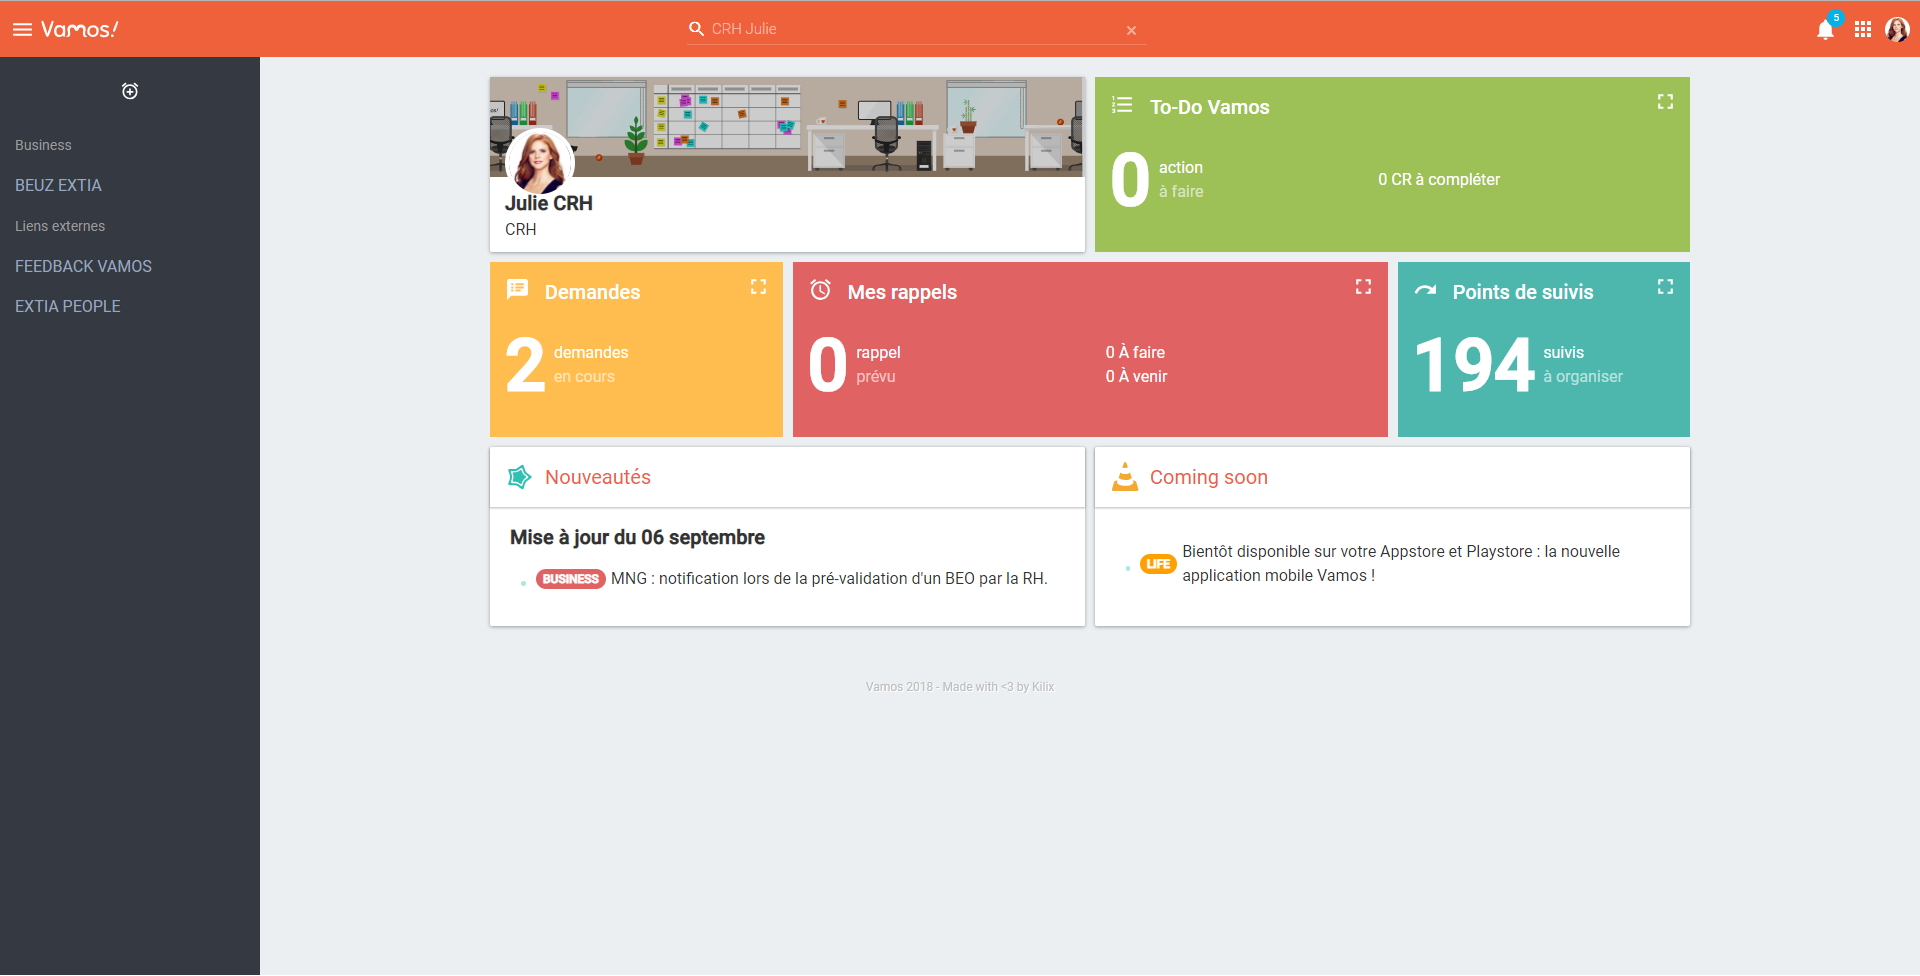 Vamos!
CRH Julie
5
Business
BEUZ EXTIA
Liens externes
FEEDBACK VAMOS
EXTIA PEOPLE
Julie CRH
CRH
To-Do Vamos
0 action
à faire
0 CR à compléter
Demandes
2 demandes
en cours
Mes rappels
0 rappel
prévu
0 À faire
0 À venir
Points de suivis
194 suivis
à organiser
Nouveautés
Mise à jour du 06 septembre
BUSINESS MNG : notification lors de la pré-validation d'un BEO par la RH.
Coming soon
LIFE Bientôt disponible sur votre Appstore et Playstore : la nouvelle
application mobile Vamos !
Vamos 2018 - Made with <3 by Kilix